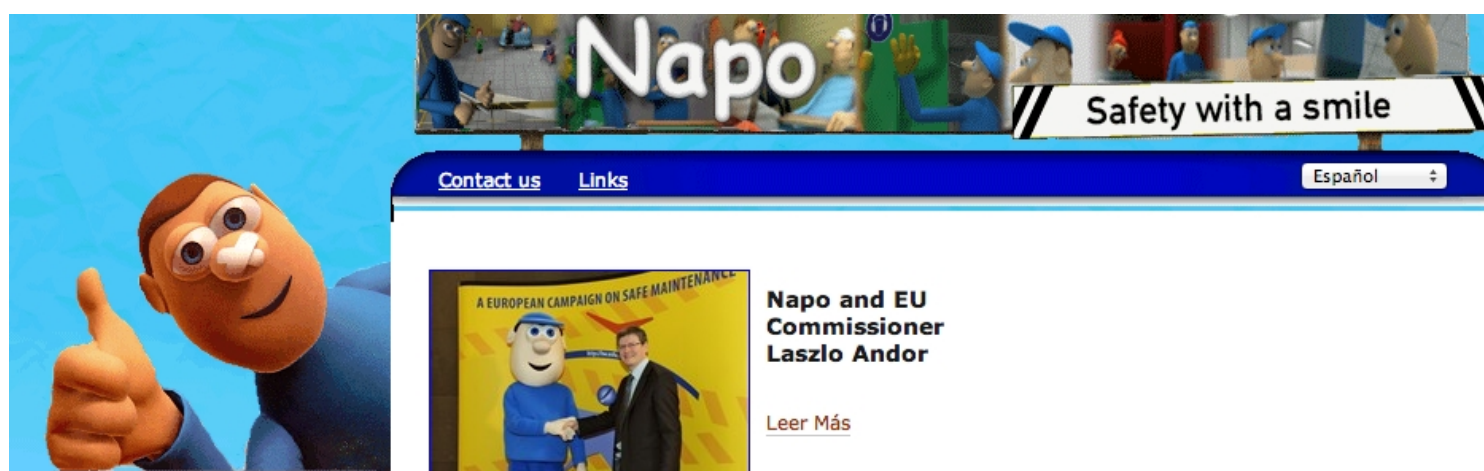 Napo
Safety with a smile
Contact us Links Español
A EUROPEAN CAMPAIGN ON SAFE MAINTENANCE
Napo and EU
Commissioner
Laszlo Andor
Leer Más